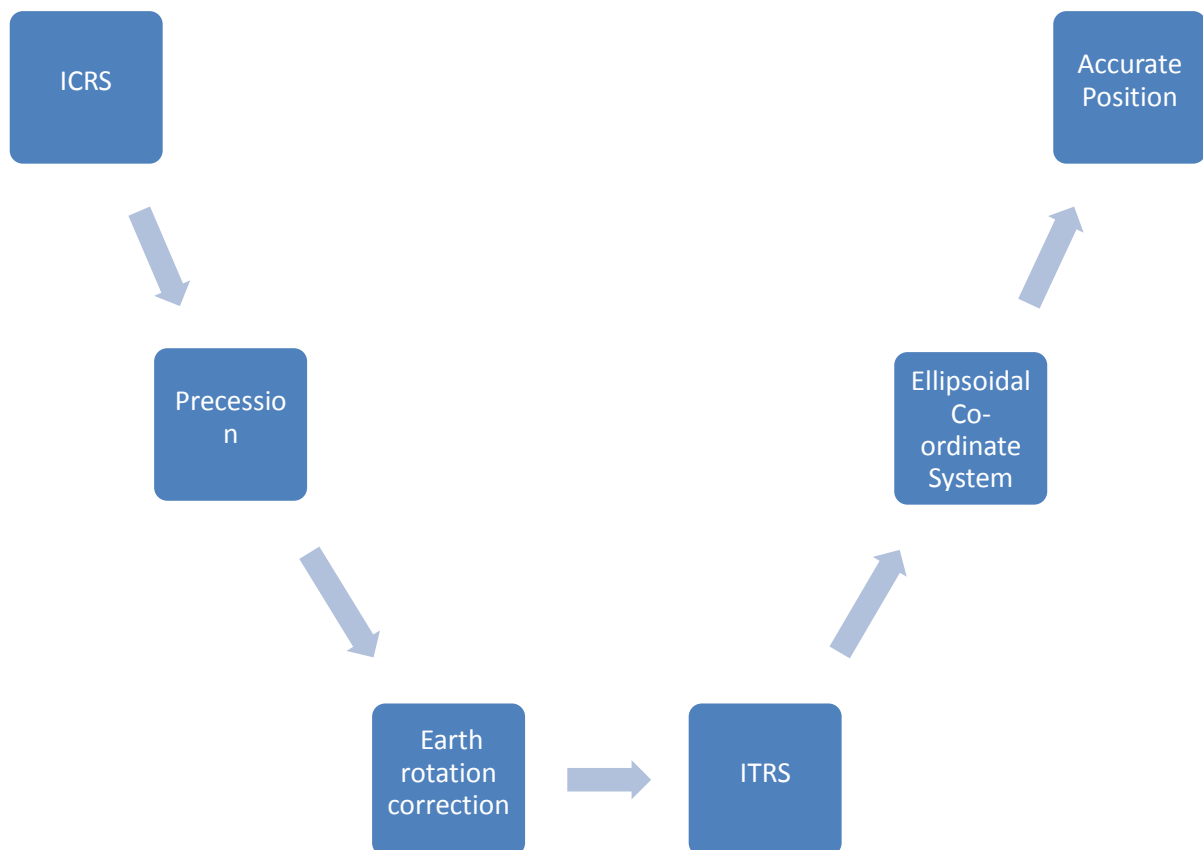 ICRS
Precessio
n
Earth
rotation
correction
ITRS
Ellipsoidal
Co-
ordinate
System
Accurate
Position